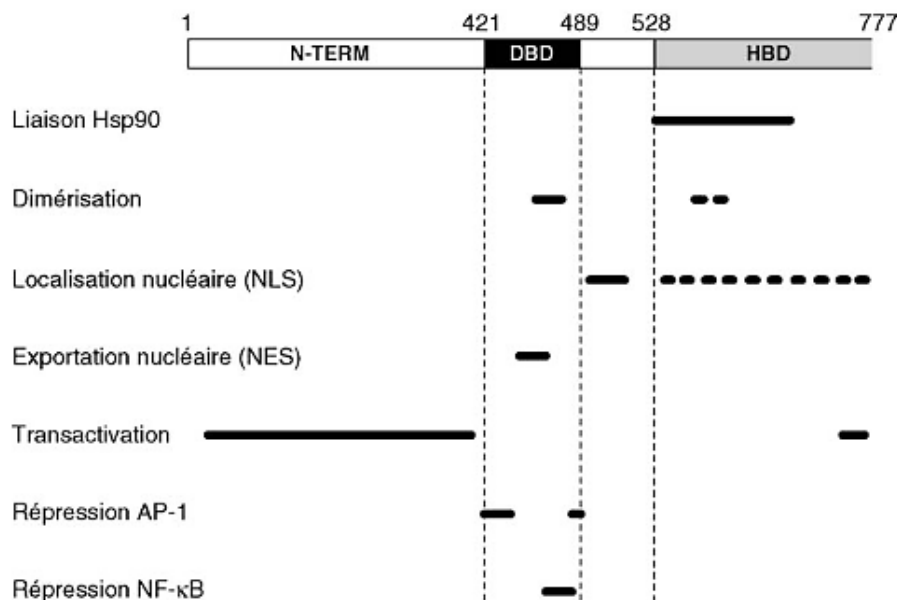 1 421 489 528 777
N-TERM DBD HBD
Liaison Hsp90
Dimérisation
Localisation nucléaire (NLS)
Exportation nucléaire (NES)
Transactivation
Répression AP-1
Répression NF-κB